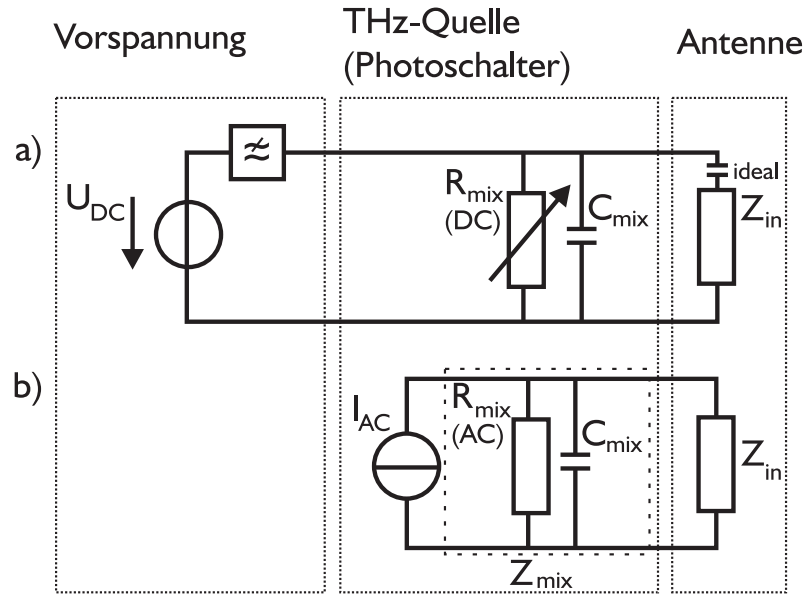 Vorspannung
THz-Quelle
(Photoschalter)
Antenne
a)
U_DC
R_mix
(DC)
C_mix
ideal
Z_in
b)
I_AC
R_mix
(AC)
C_mix
Z_in
Z_mix